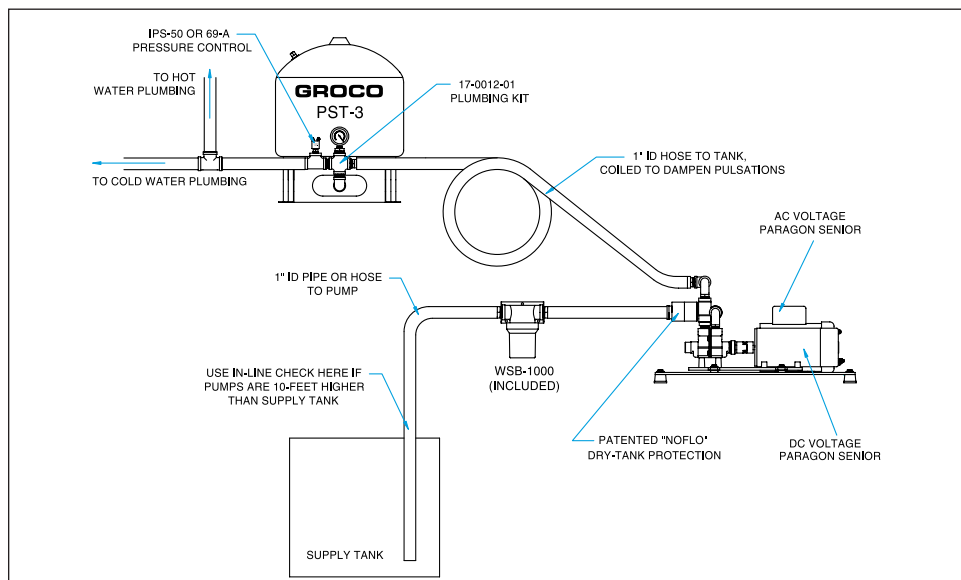 IPS-50 OR 69-A
PRESSURE CONTROL
TO HOT
WATER PLUMBING
GROCO
PST-3
17-0012-01
PLUMBING KIT
TO COLD WATER PLUMBING
1" ID HOSE TO TANK,
COILED TO DAMPEN PULSATIONS
AC VOLTAGE
PARAGON SENIOR
1" ID PIPE OR HOSE
TO PUMP
USE IN-LINE CHECK HERE IF
PUMPS ARE 10-FEET HIGHER
THAN SUPPLY TANK
WSB-1000
(INCLUDED)
PATENTED "NOFLO"
DRY-TANK PROTECTION
DC VOLTAGE
PARAGON SENIOR
SUPPLY TANK